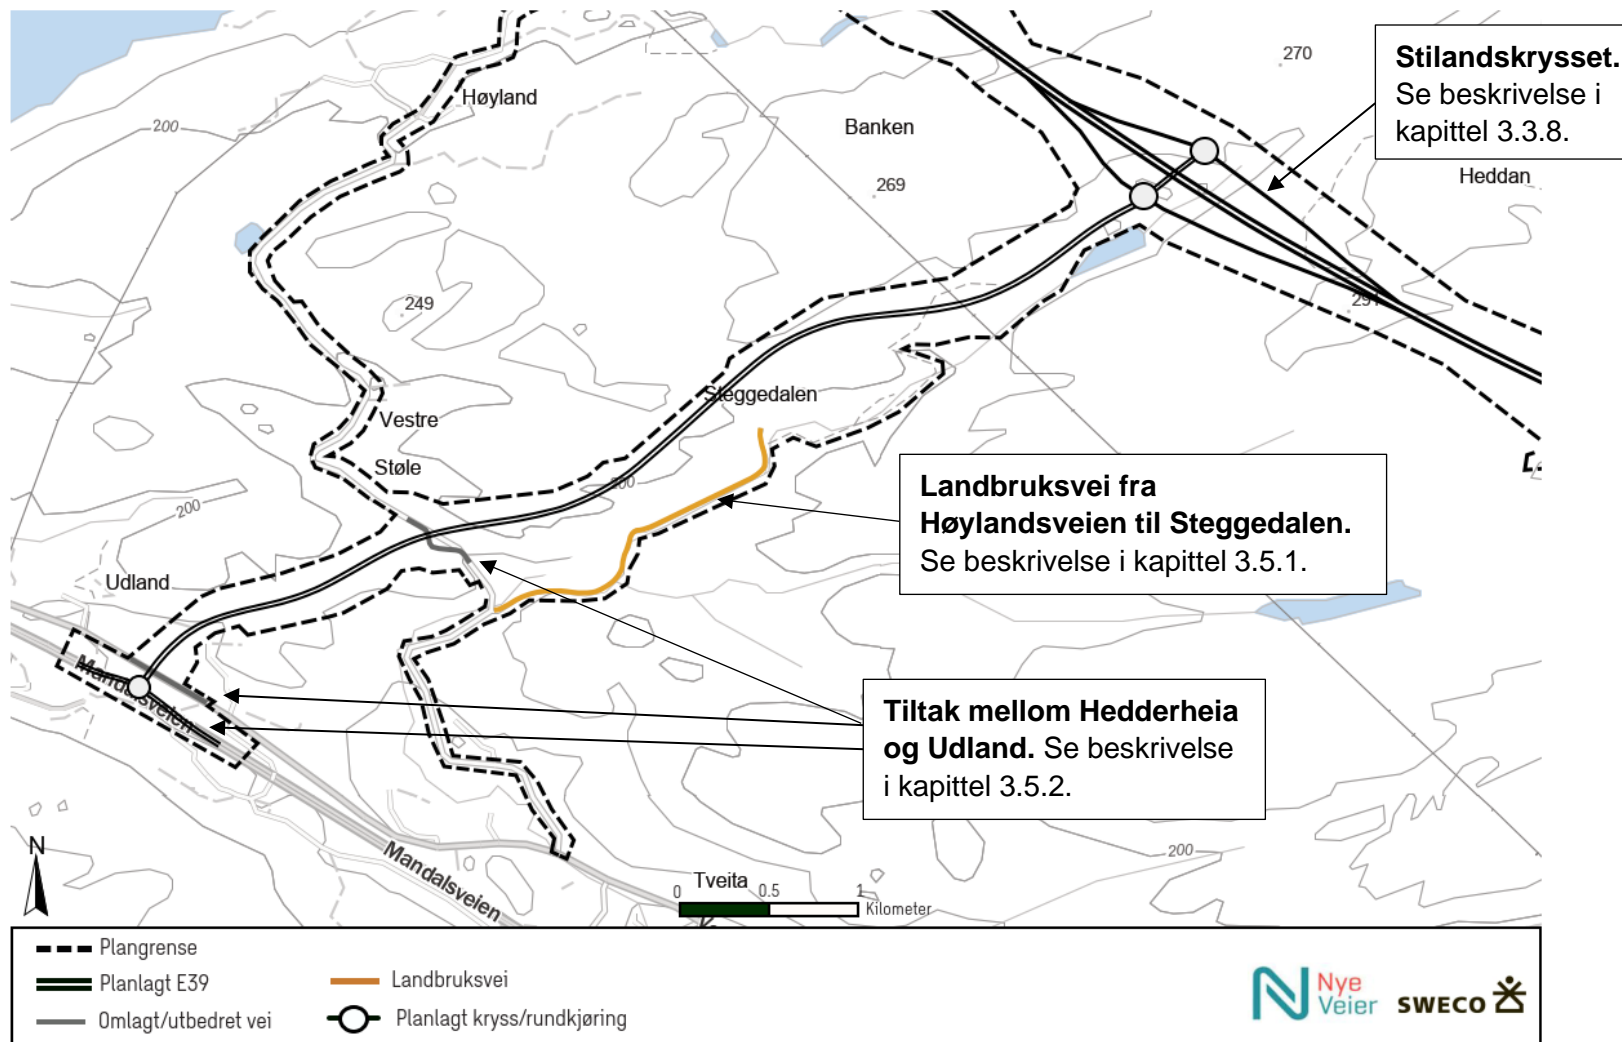 Stilandskrysset.
Se beskrivelse i
kapittel 3.3.8.
270
Høyland
Banken
200
Heddan
269
291
249
Steggedalen
Vestre
Støle
200
200
Landbruksvei fra
Høylandsveien til Steggedalen.
Se beskrivelse i kapittel 3.5.1.
Udland
Mandalsveien
Tiltak mellom Hedderheia
og Udland. Se beskrivelse
i kapittel 3.5.2.
N
Mandalsveien
200
Tveita
0 0.5 1
Kilometer
Plangrense
Planlagt E39
Omlagt/utbedret vei
Landbruksvei
Planlagt kryss/rundkjøring
Nye
Veier
SWECO